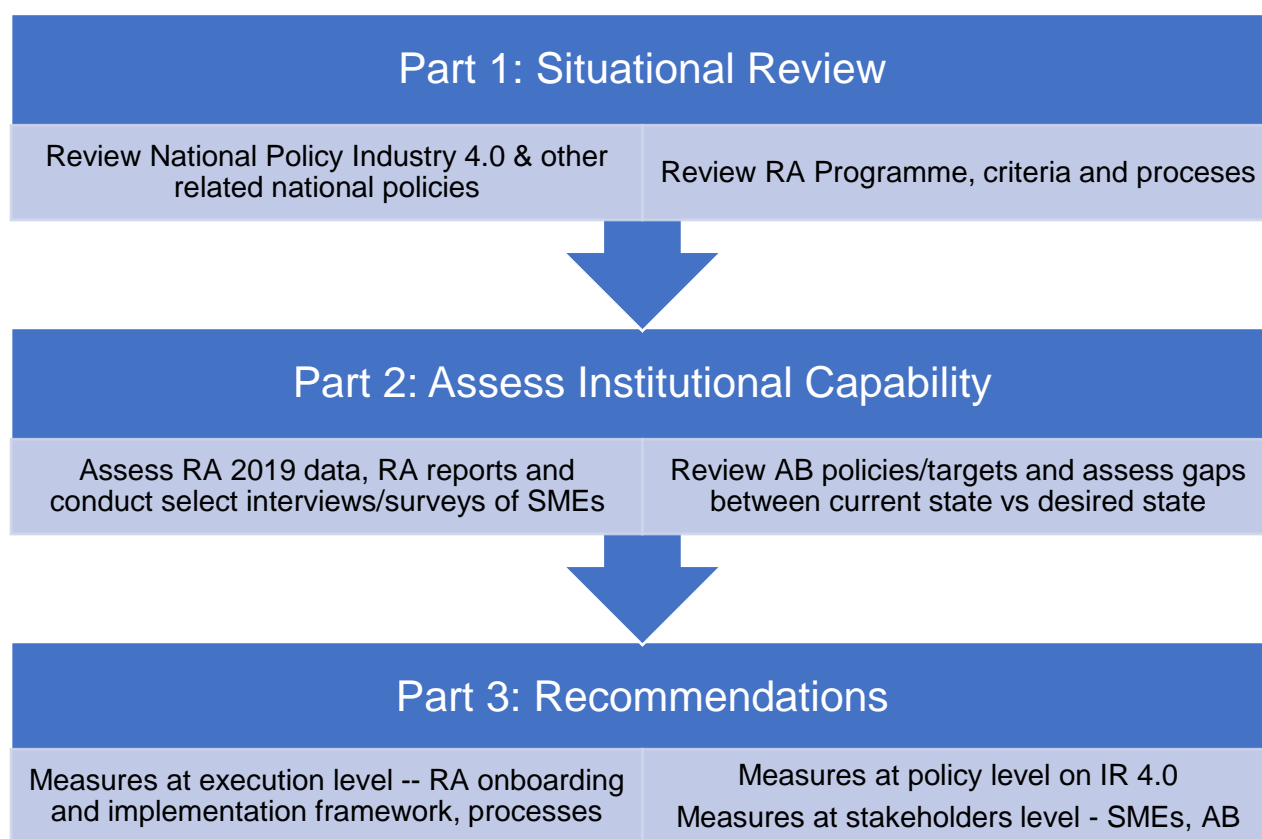 Part 1: Situational Review
Review National Policy Industry 4.0 & other
related national policies
Review RA Programme, criteria and proceses
Part 2: Assess Institutional Capability
Assess RA 2019 data, RA reports and
conduct select interviews/surveys of SMEs
Review AB policies/targets and assess gaps
between current state vs desired state
Part 3: Recommendations
Measures at execution level -- RA onboarding
and implementation framework, processes
Measures at policy level on IR 4.0
Measures at stakeholders level - SMEs, AB